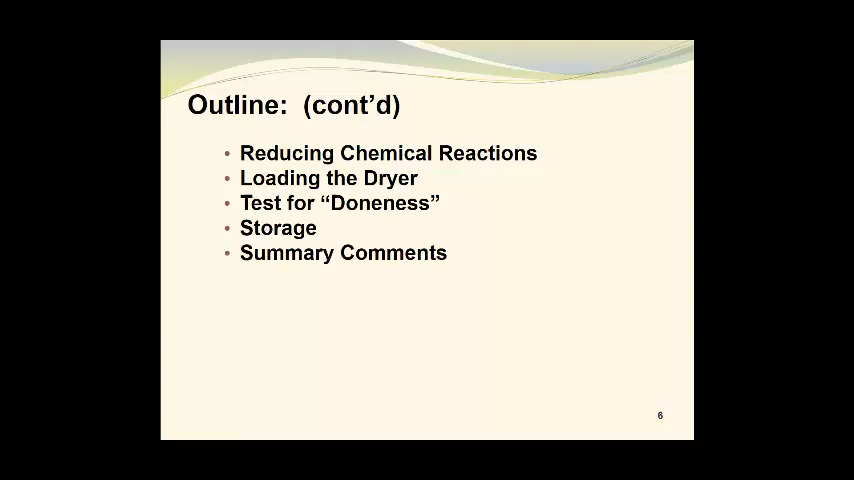 Outline: (cont’d)
• Reducing Chemical Reactions
• Loading the Dryer
• Test for “Doneness”
• Storage
• Summary Comments
6